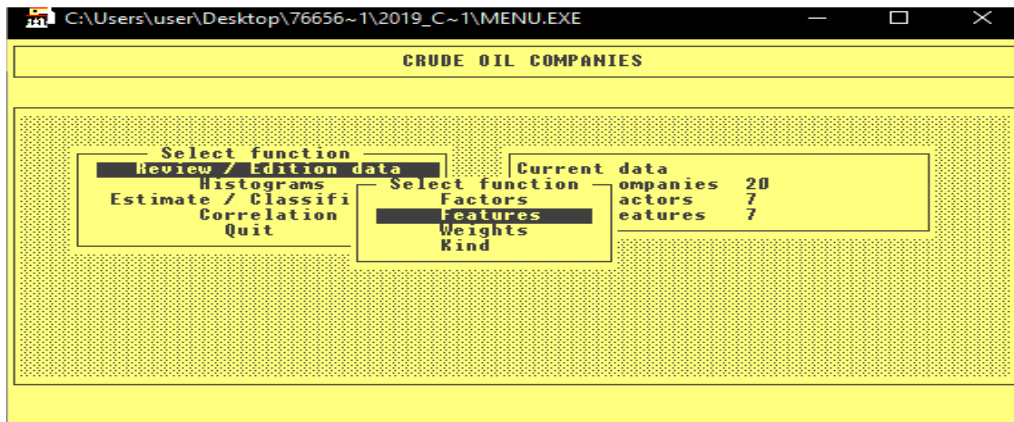 C:\Users\user\Desktop\76656~1\2019_C~1\MENU.EXE
CRUDE OIL COMPANIES
Select function
Review / Edition data
Histograms
Estimate / Classifi
Correlation
Quit
Select function
Factors
Features
Weights
Kind
Current data
ompanies 20
actors 7
eatures 7